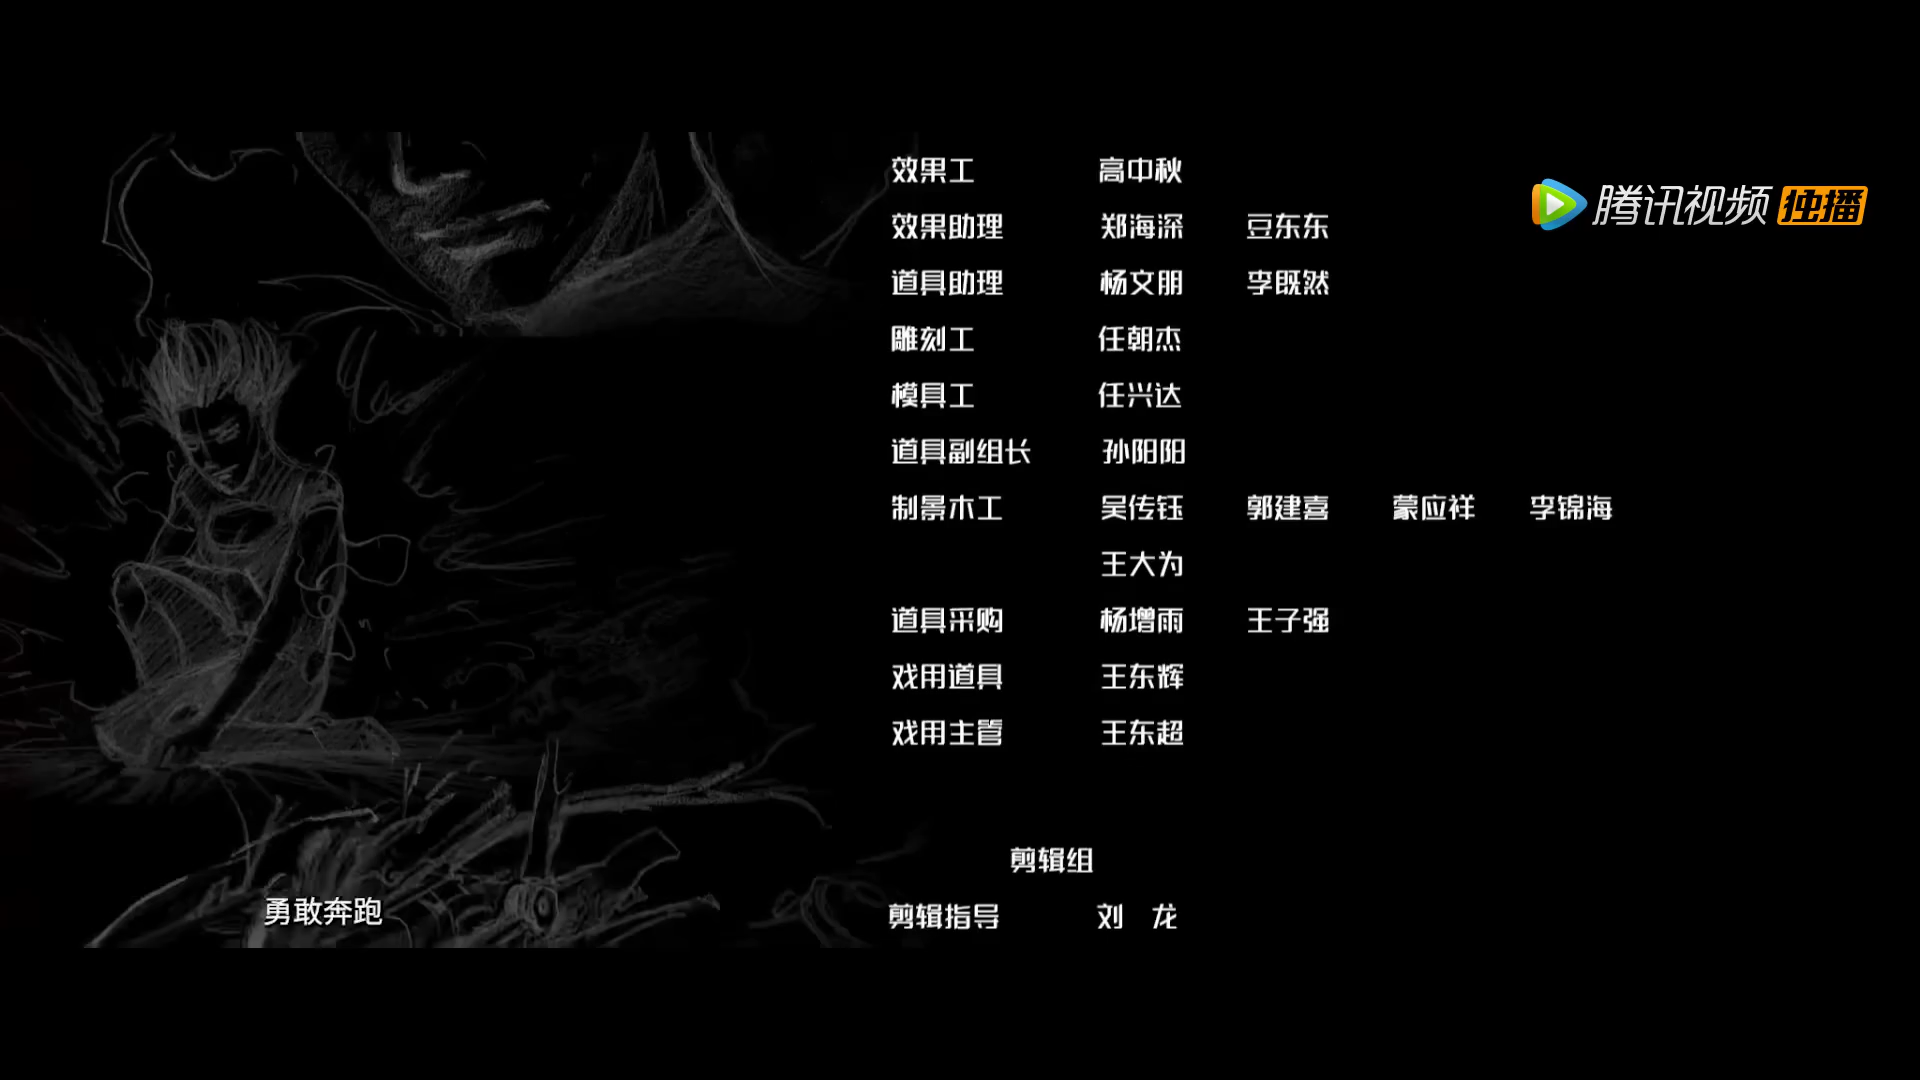 效果工 高中秋
腾讯视频 独播
效果助理 郑海深 豆东东
道具助理 杨文朋 李既然
雕刻工 任朝杰
模具工 任兴达
道具副组长 孙阳阳
制景木工 吴传钰 郭建喜 蒙应祥 李锦海
王大为
道具采购 杨增雨 王子强
戏用道具 王东辉
戏用主管 王东超
剪辑组
剪辑指导 刘 龙
勇敢奔跑